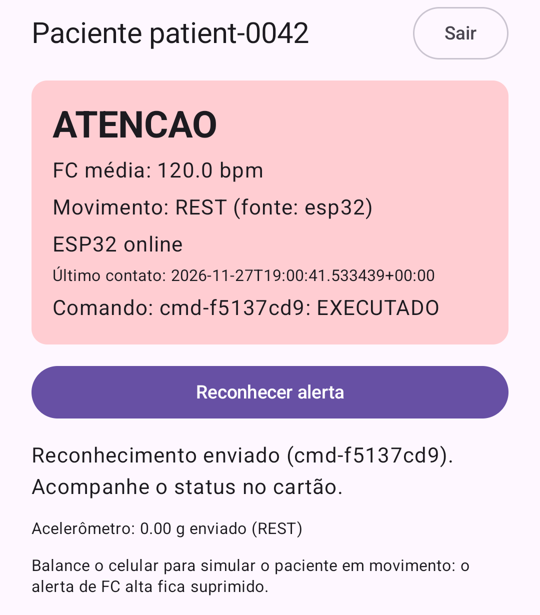 Paciente patient-0042
Sair
ATENCAO
FC média: 120.0 bpm
Movimento: REST (fonte: esp32)
ESP32 online
Último contato: 2026-11-27T19:00:41.533439+00:00
Comando: cmd-f5137cd9: EXECUTADO
Reconhecer alerta
Reconhecimento enviado (cmd-f5137cd9).
Acompanhe o status no cartão.
Acelerômetro: 0.00 g enviado (REST)
Balance o celular para simular o paciente em movimento: o
alerta de FC alta fica suprimido.